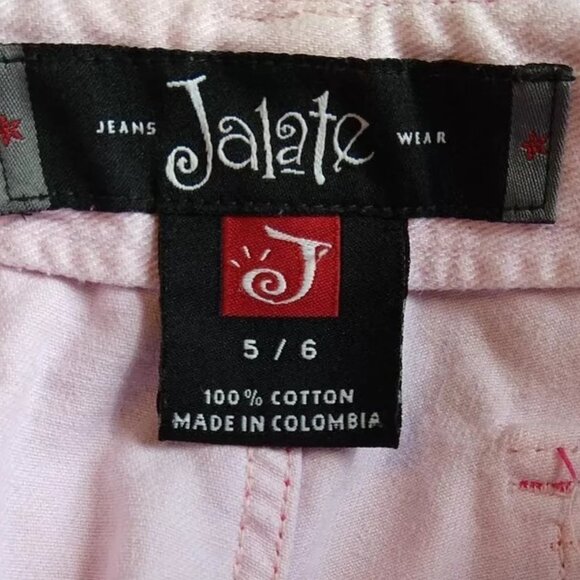 JEANS Jalate WEAR
J
5 / 6
100% COTTON
MADE IN COLOMBIA